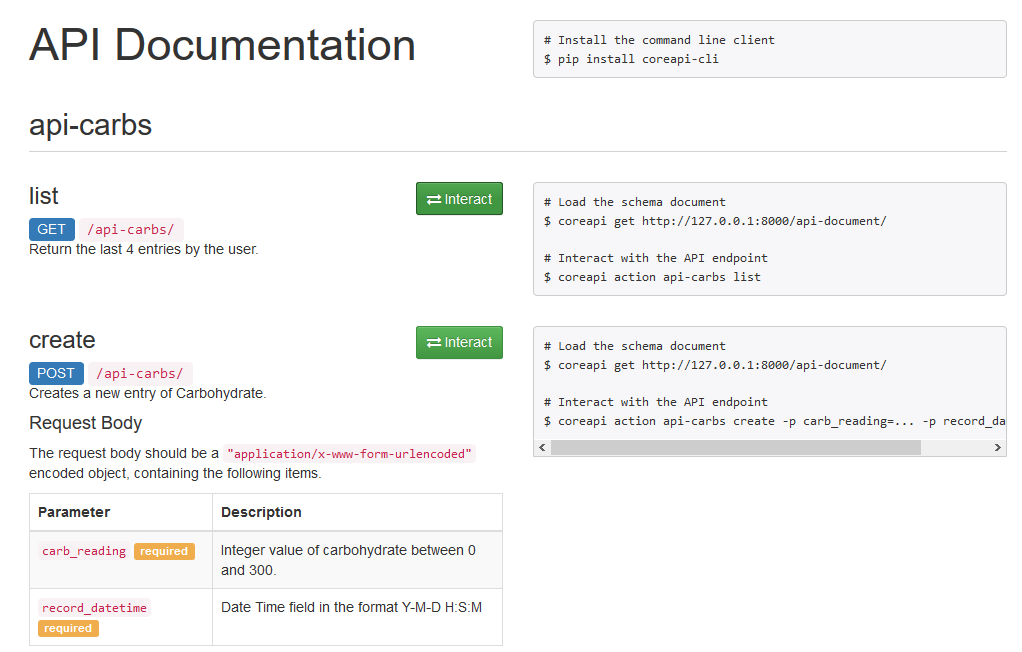 API Documentation
# Install the command line client
$ pip install coreapi-cli
api-carbs
list
Interact
GET /api-carbs/
Return the last 4 entries by the user.
# Load the schema document
$ coreapi get http://127.0.0.1:8000/api-document/
# Interact with the API endpoint
$ coreapi action api-carbs list
create
Interact
POST /api-carbs/
Creates a new entry of Carbohydrate.
Request Body
The request body should be a "application/x-www-form-urlencoded"
encoded object, containing the following items.
Parameter Description
carb_reading required Integer value of carbohydrate between 0
and 300.
record_datetime Date Time field in the format Y-M-D H:S:M
required
# Load the schema document
$ coreapi get http://127.0.0.1:8000/api-document/
# Interact with the API endpoint
$ coreapi action api-carbs create -p carb_reading=... -p record_da